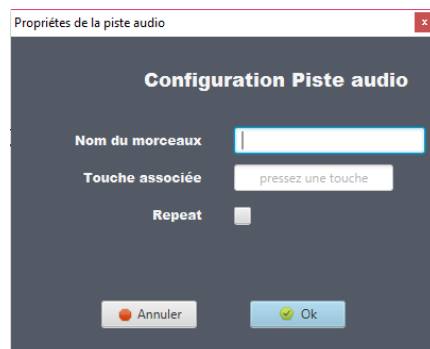 Propriétes de la piste audio
x
Configuration Piste audio
Nom du morceaux
Touche associée pressez une touche
Repeat
Annuler Ok